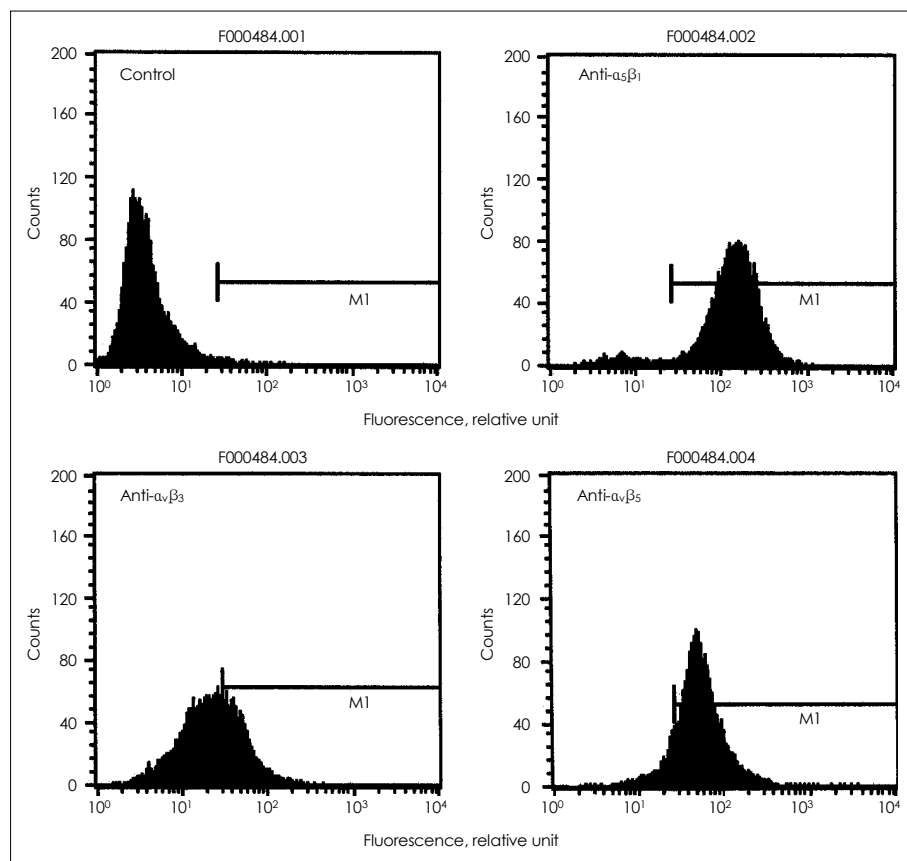 F000484.001
Control
200
160
120
80
40
0
Counts
M1
10⁰ 10¹ 10² 10³ 10⁴
Fluorescence, relative unit
F000484.002
Anti-α₅β₁
200
160
120
80
40
0
Counts
M1
10⁰ 10¹ 10² 10³ 10⁴
F000484.003
Anti-αᵥβ₃
200
160
120
80
40
0
Counts
M1
10⁰ 10¹ 10² 10³ 10⁴
Fluorescence, relative unit
F000484.004
Anti-αᵥβ₅
200
160
120
80
40
0
Counts
M1
10⁰ 10¹ 10² 10³ 10⁴